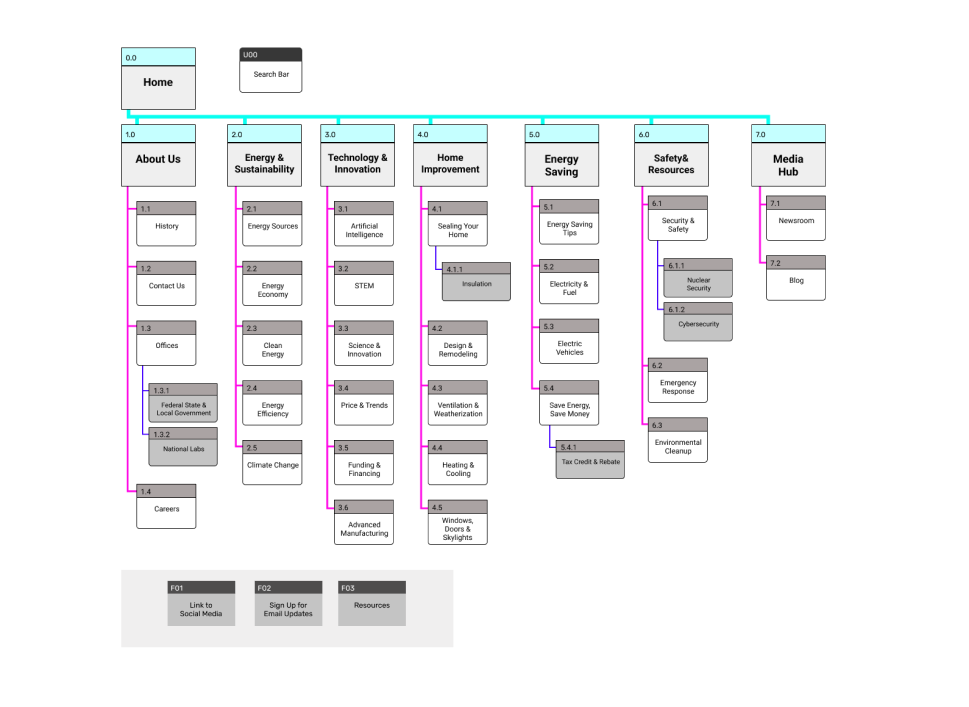 0.0
Home
U00
Search Bar
1.0
About Us
1.1
History
1.2
Contact Us
1.3
Offices
1.3.1
Federal State &
Local Government
1.3.2
National Labs
1.4
Careers
2.0
Energy &
Sustainability
2.1
Energy Sources
2.2
Energy
Economy
2.3
Clean
Energy
2.4
Energy
Efficiency
2.5
Climate Change
3.0
Technology &
Innovation
3.1
Artificial
Intelligence
3.2
STEM
3.3
Science &
Innovation
3.4
Price & Trends
3.5
Funding &
Financing
3.6
Advanced
Manufacturing
4.0
Home
Improvement
4.1
Sealing Your
Home
4.1.1
Insulation
4.2
Design &
Remodeling
4.3
Ventilation &
Weatherization
4.4
Heating &
Cooling
4.5
Windows,
Doors &
Skylights
5.0
Energy
Saving
5.1
Energy Saving
Tips
5.2
Electricity &
Fuel
5.3
Electric
Vehicles
5.4
Save Energy,
Save Money
5.4.1
Tax Credit & Rebate
6.0
Safety&
Resources
6.1
Security &
Safety
6.1.1
Nuclear
Security
6.1.2
Cybersecurity
6.2
Emergency
Response
6.3
Environmental
Cleanup
7.0
Media
Hub
7.1
Newsroom
7.2
Blog
F01
Link to
Social Media
F02
Sign Up for
Email Updates
F03
Resources